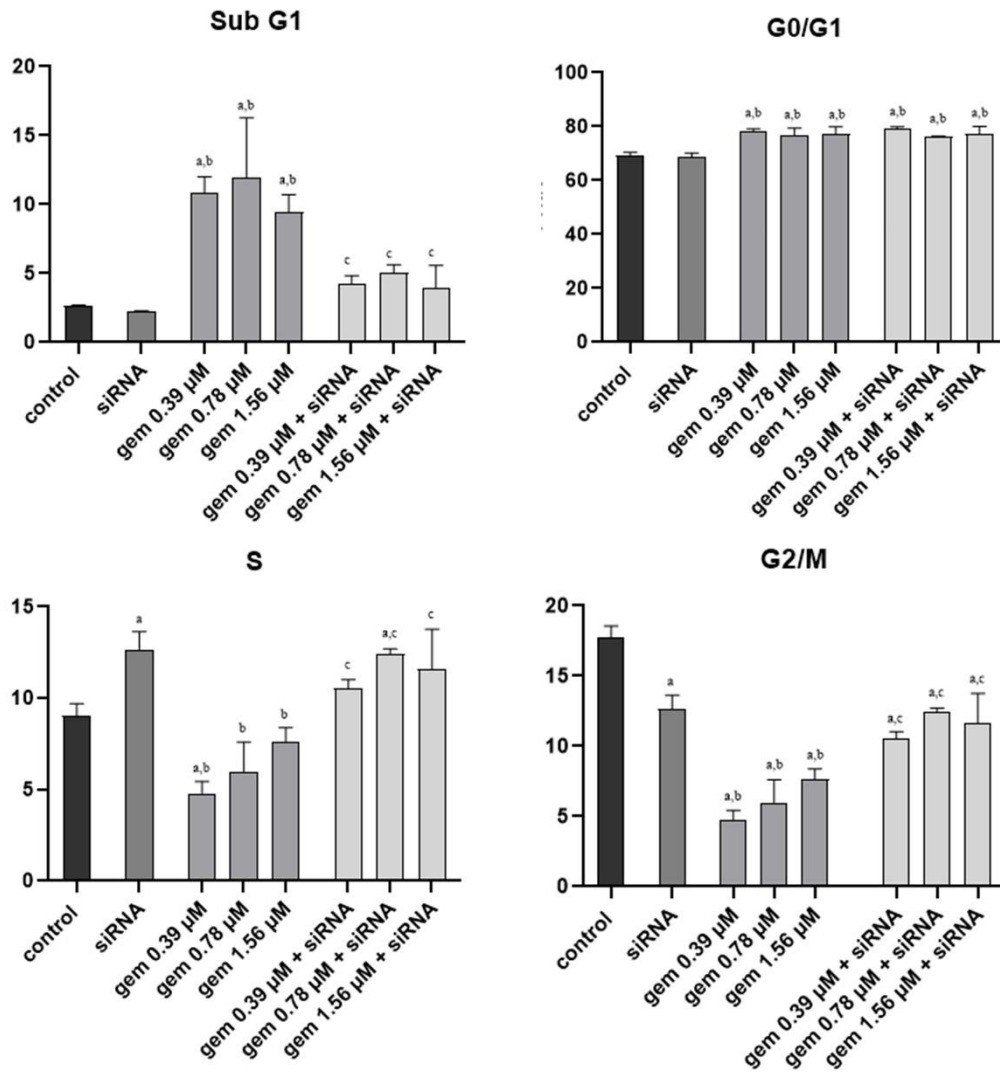 Sub G1
20
15
10
5
0
a,b
a,b
a,b
c
c
c
control
siRNA
gem 0.39 µM
gem 0.78 µM
gem 1.56 µM
gem 0.39 µM + siRNA
gem 0.78 µM + siRNA
gem 1.56 µM + siRNA
G0/G1
100
80
60
40
20
0
a,b
a,b
a,b
a,b
a,b
a,b
control
siRNA
gem 0.39 µM
gem 0.78 µM
gem 1.56 µM
gem 0.39 µM + siRNA
gem 0.78 µM + siRNA
gem 1.56 µM + siRNA
S
15
10
5
0
a
a,b
b
b
c
a,c
c
control
siRNA
gem 0.39 µM
gem 0.78 µM
gem 1.56 µM
gem 0.39 µM + siRNA
gem 0.78 µM + siRNA
gem 1.56 µM + siRNA
G2/M
20
15
10
5
0
a
a,b
a,b
a,b
a,c
a,c
a,c
control
siRNA
gem 0.39 µM
gem 0.78 µM
gem 1.56 µM
gem 0.39 µM + siRNA
gem 0.78 µM + siRNA
gem 1.56 µM + siRNA